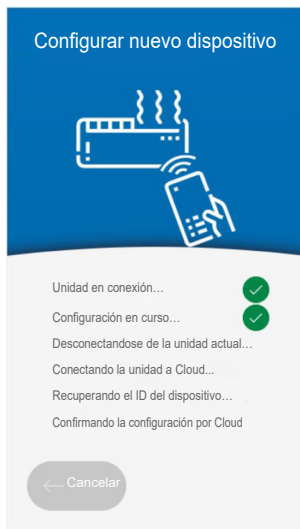 Configurar nuevo dispositivo
Unidad en conexión...
Configuración en curso...
Desconectandose de la unidad actual...
Conectando la unidad a Cloud...
Recuperando el ID del dispositivo...
Confirmando la configuración por Cloud
Cancelar